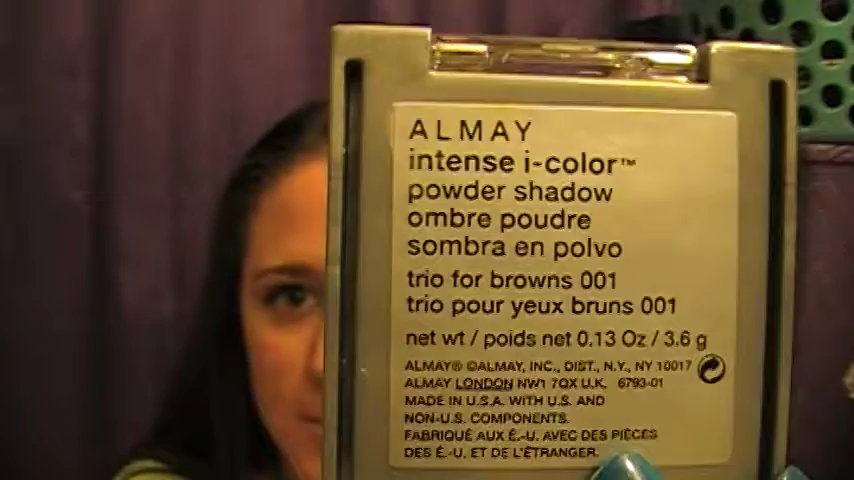 ALMAY
intense i-color™
powder shadow
ombre poudre
sombra en polvo
trio for browns 001
trio pour yeux bruns 001
net wt / poids net 0.13 Oz / 3.6 g
ALMAY® ©ALMAY, INC., DIST., N.Y., NY 10017
ALMAY LONDON NW1 7QX U.K. 6793-01
MADE IN U.S.A. WITH U.S. AND
NON-U.S. COMPONENTS.
FABRIQUÉ AUX É.-U. AVEC DES PIÈCES
DES É.-U. ET DE L'ÉTRANGER.